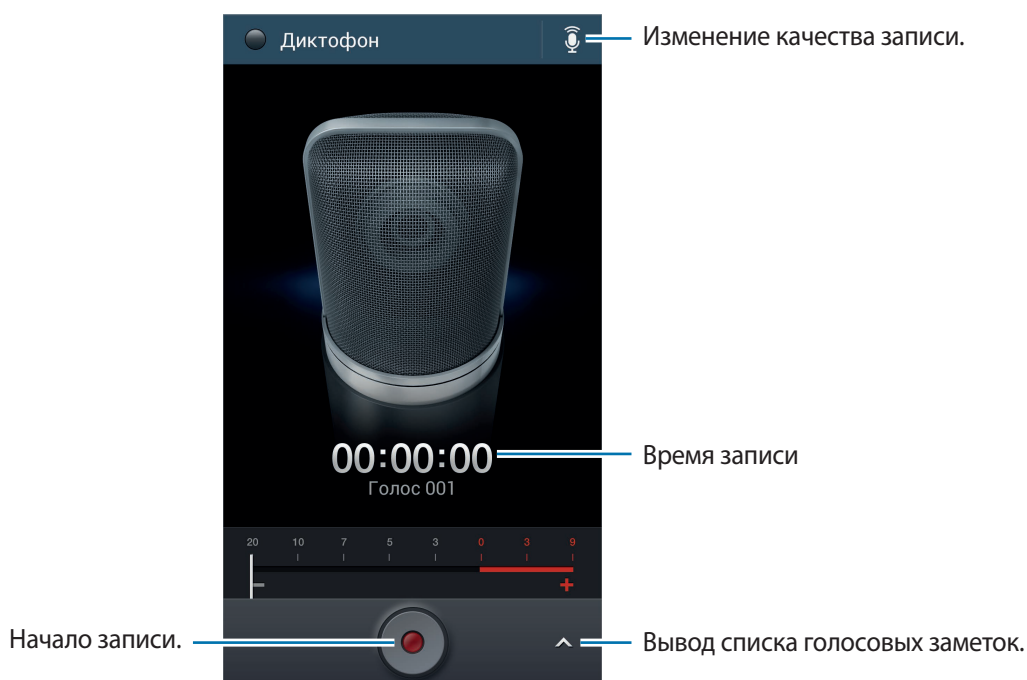 Диктофон
Изменение качества записи.
00:00:00
Время записи
Голос 001
20 10 7 5 3 0 3 9
− +
Начало записи.
Вывод списка голосовых заметок.